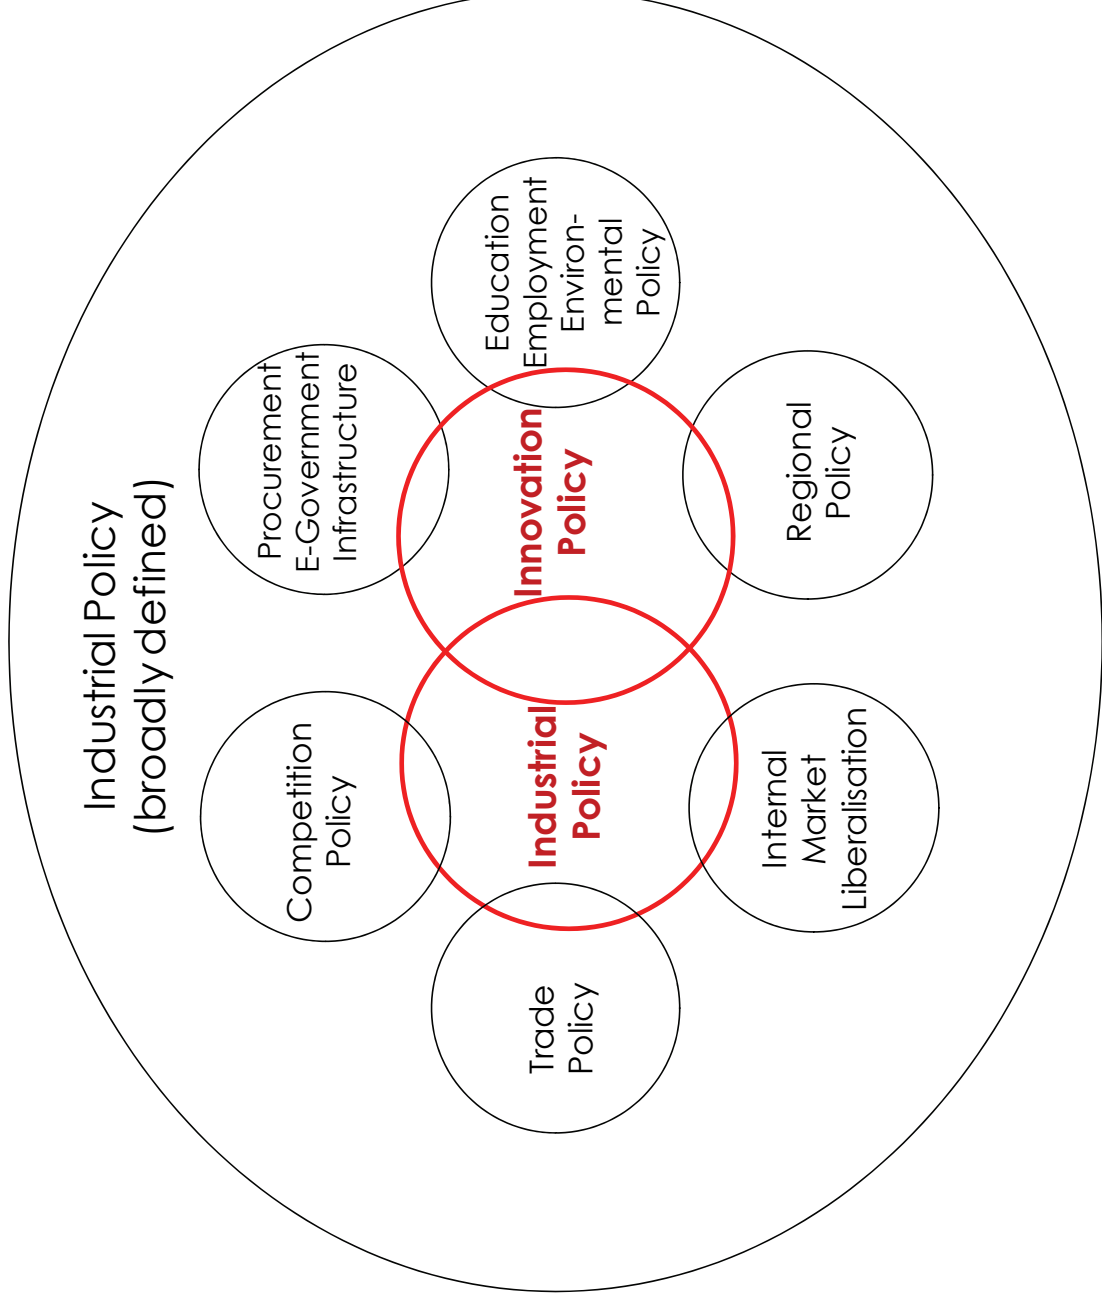 Industrial Policy
(broadly defined)
Competition
Policy
Procurement
E-Government
Infrastructure
Trade
Policy
Industrial
Policy
Innovation
Policy
Education
Employment
Environ-
mental
Policy
Internal
Market
Liberalisation
Regional
Policy